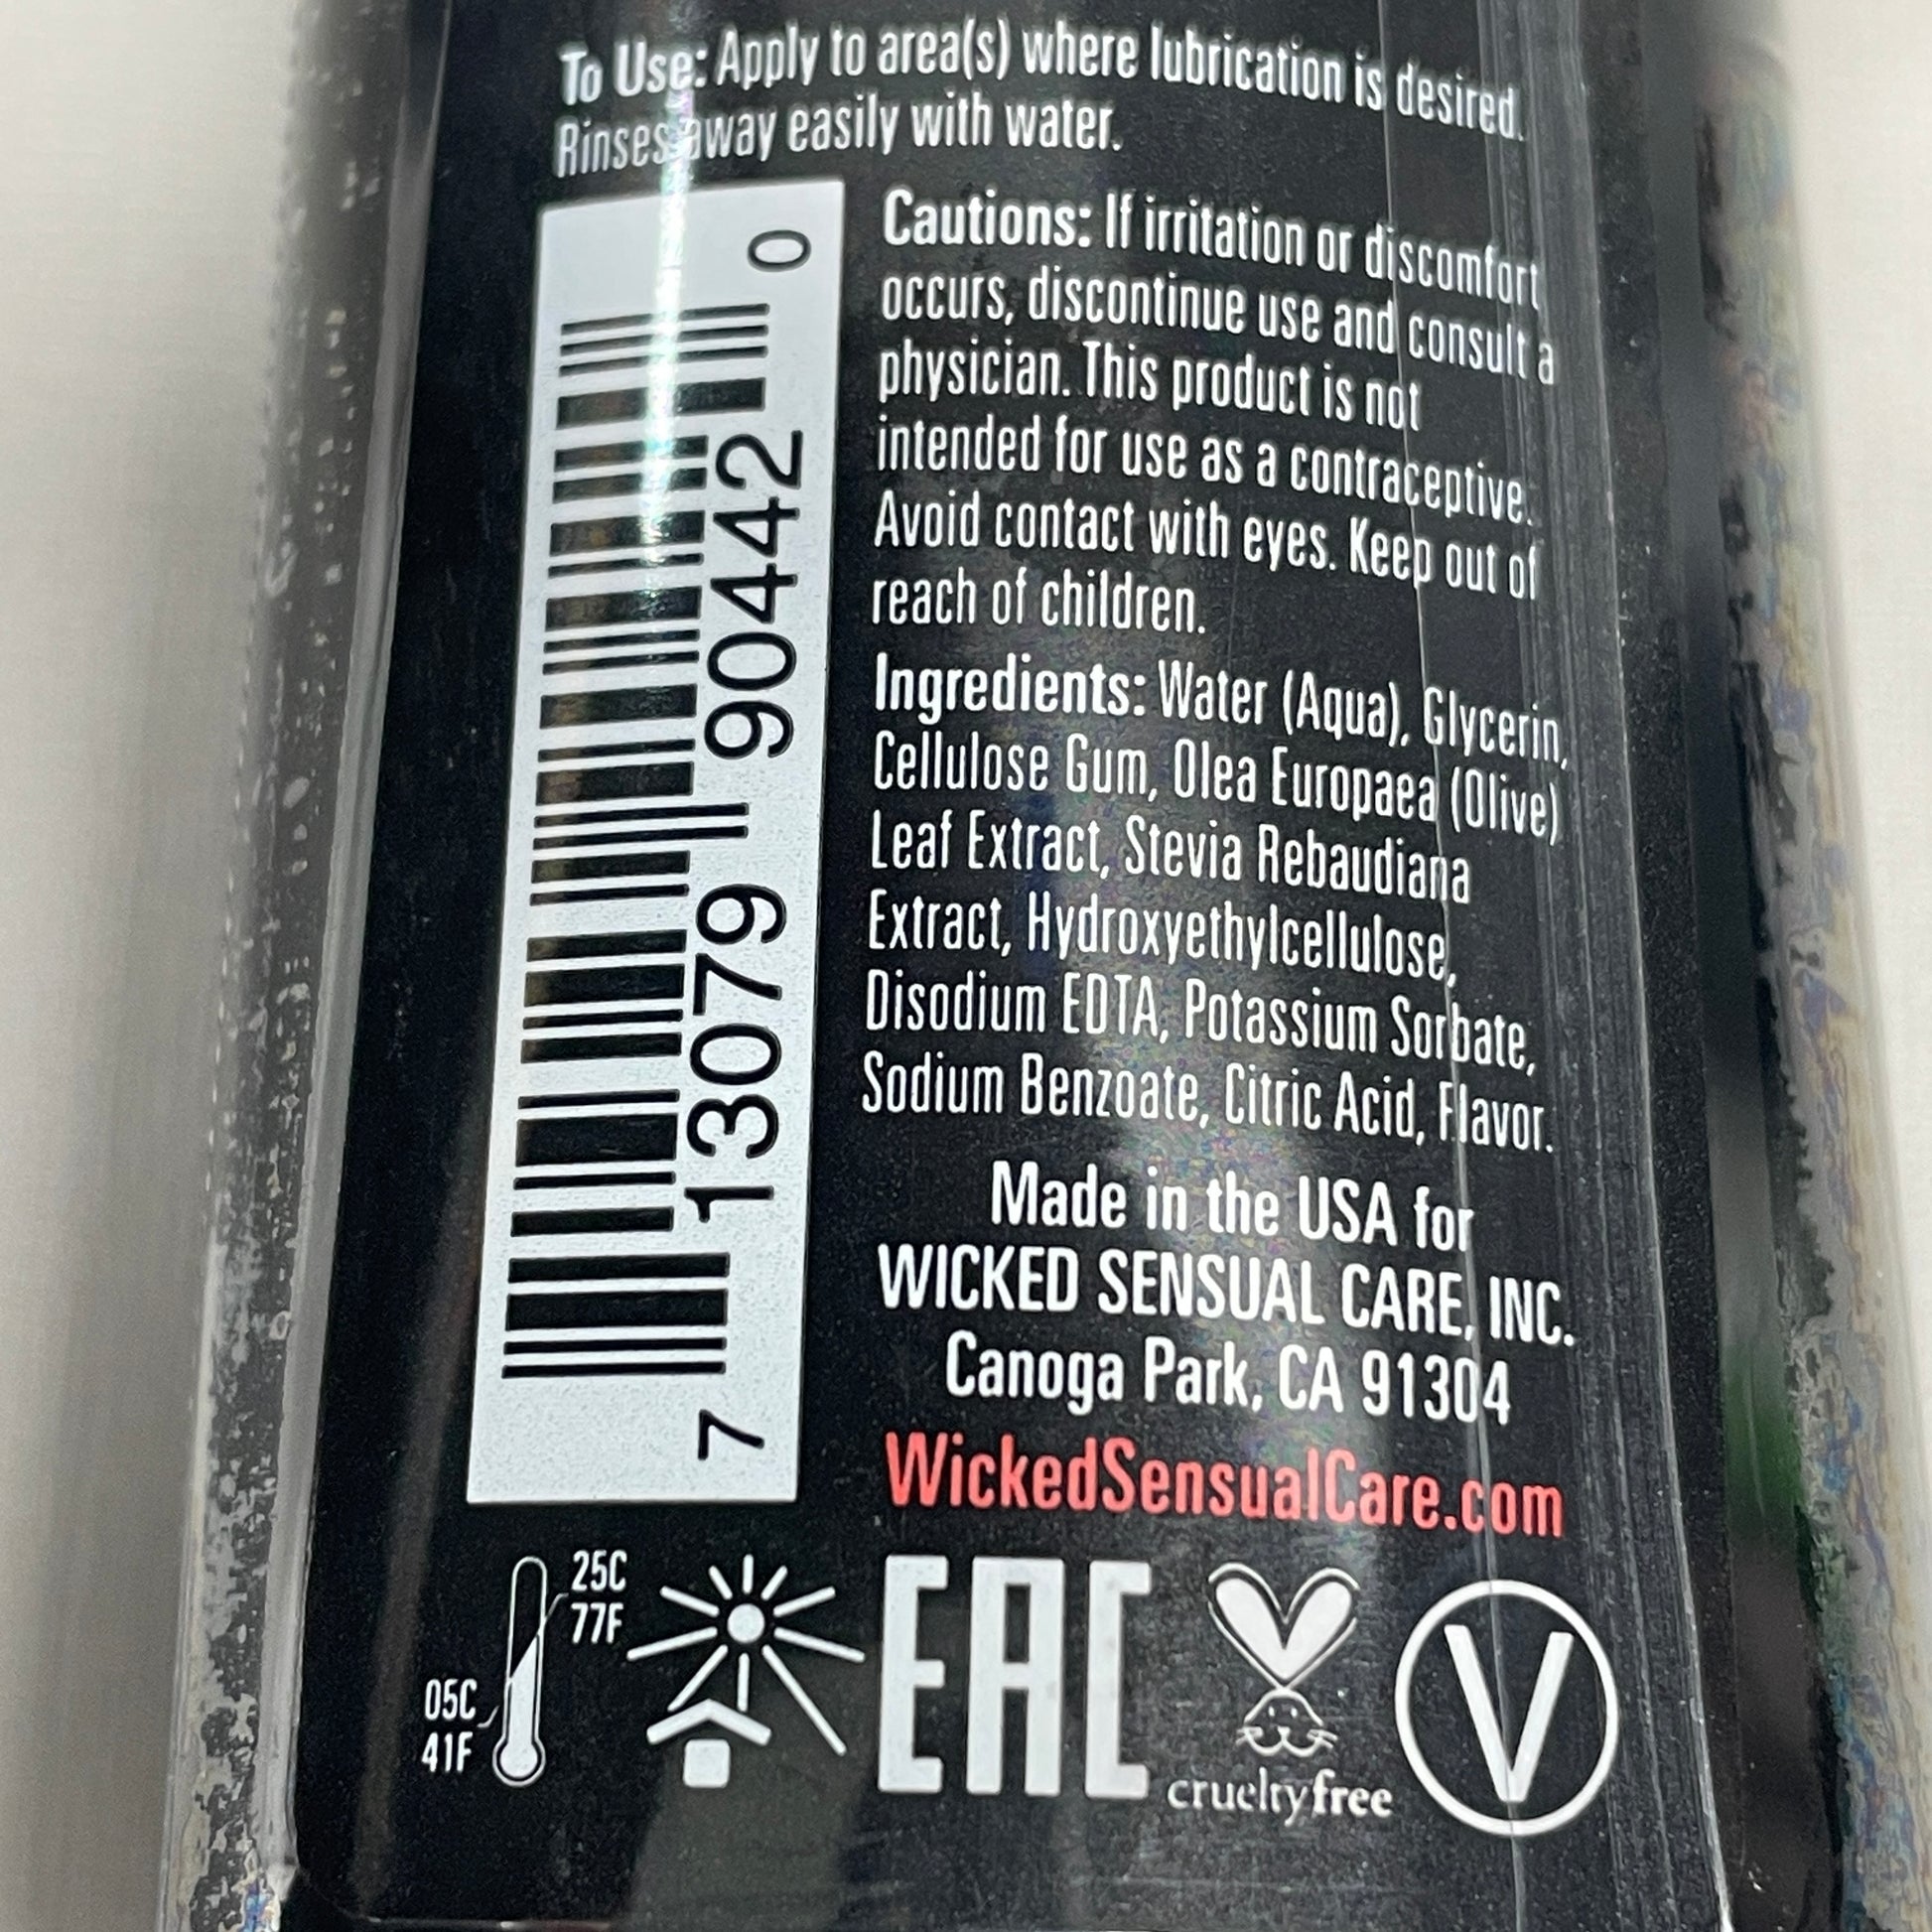 To Use: Apply to area(s) where lubrication is desired.
Rinses away easily with water.
Cautions: If irritation or discomfort
occurs, discontinue use and consult a
physician. This product is not
intended for use as a contraceptive.
Avoid contact with eyes. Keep out of
reach of children.
Ingredients: Water (Aqua), Glycerin,
Cellulose Gum, Olea Europaea (Olive)
Leaf Extract, Stevia Rebaudiana
Extract, Hydroxyethylcellulose,
Disodium EDTA, Potassium Sorbate,
Sodium Benzoate, Citric Acid, Flavor.
Made in the USA for
WICKED SENSUAL CARE, INC.
Canoga Park, CA 91304
WickedSensualCare.com
7 13079 90442 0
25C
77F
05C
41F
EAC
crueltyfree
V